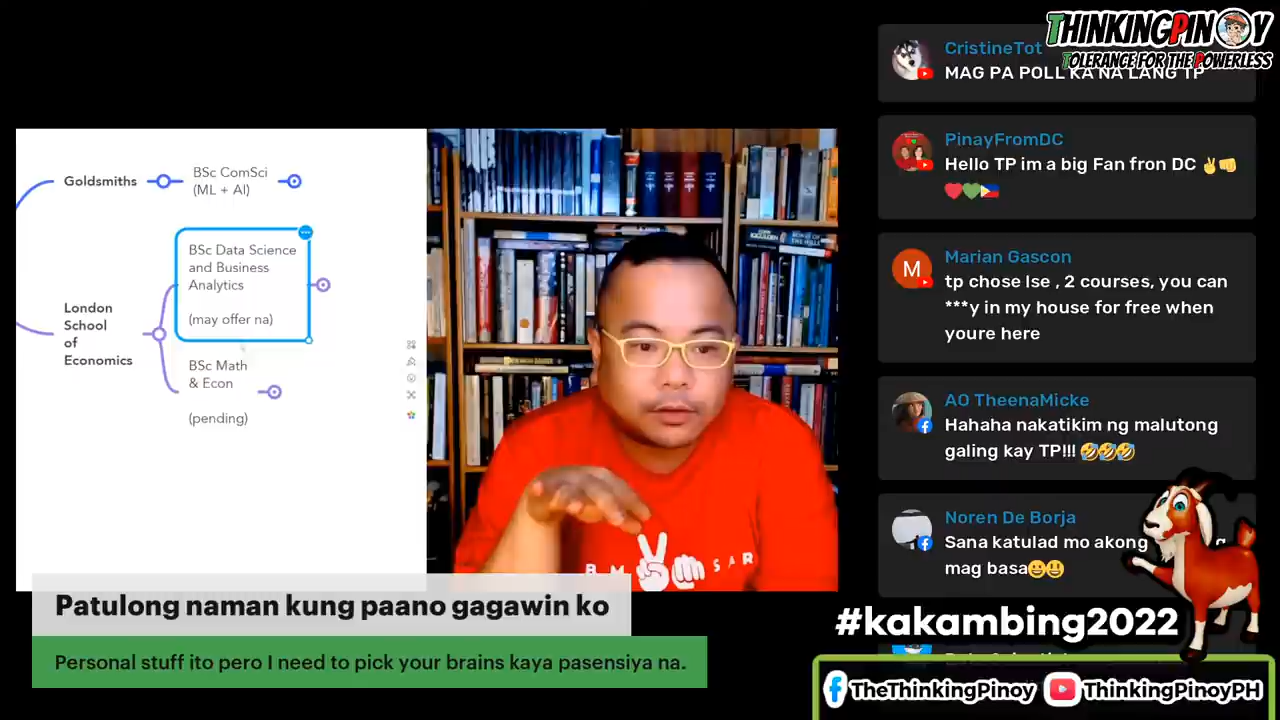 THINKINGPINOY
TOLERANCE FOR THE POWERLESS
Goldsmiths
BSc ComSci
(ML + AI)
BSc Data Science
and Business
Analytics
(may offer na)
London
School
of
Economics
BSc Math
& Econ
(pending)
CristineTot
MAG PA POLL KA NA LANG TP
PinayFromDC
Hello TP im a big Fan fron DC ✌👊
❤💚🇵🇭
M
Marian Gascon
tp chose lse , 2 courses, you can
***y in my house for free when
youre here
AO TheenaMicke
Hahaha nakatikim ng malutong
galing kay TP!!! 🤣🤣🤣
Noren De Borja
Sana katulad mo akong
mag basa😀😃
Patulong naman kung paano gagawin ko
Personal stuff ito pero I need to pick your brains kaya pasensiya na.
#kakambing2022
TheThinkingPinoy
ThinkingPinoyPH